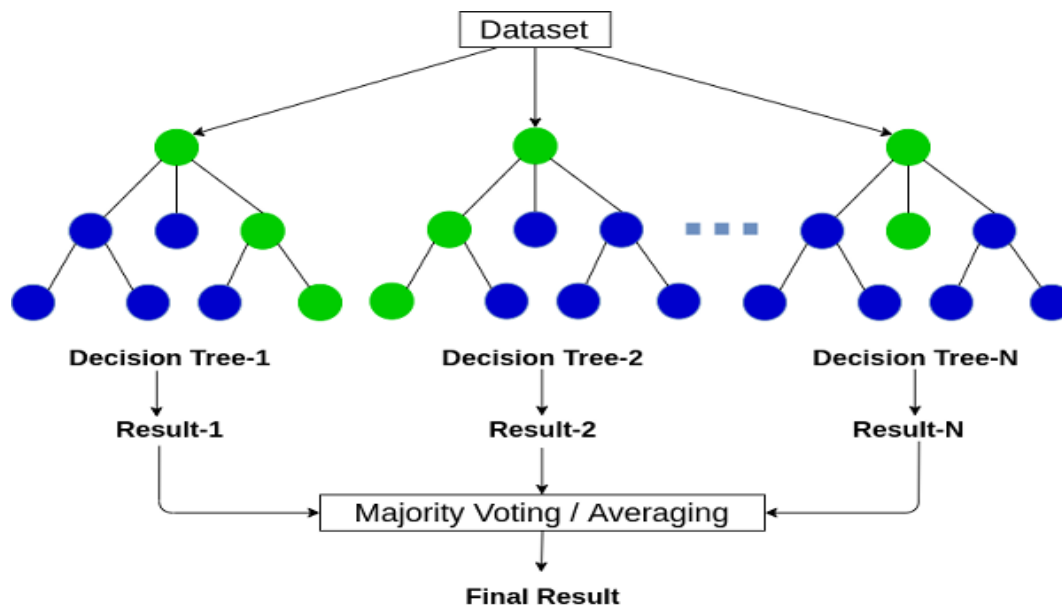 Dataset
Decision Tree-1
Decision Tree-2
Decision Tree-N
Result-1
Result-2
Result-N
Majority Voting / Averaging
Final Result